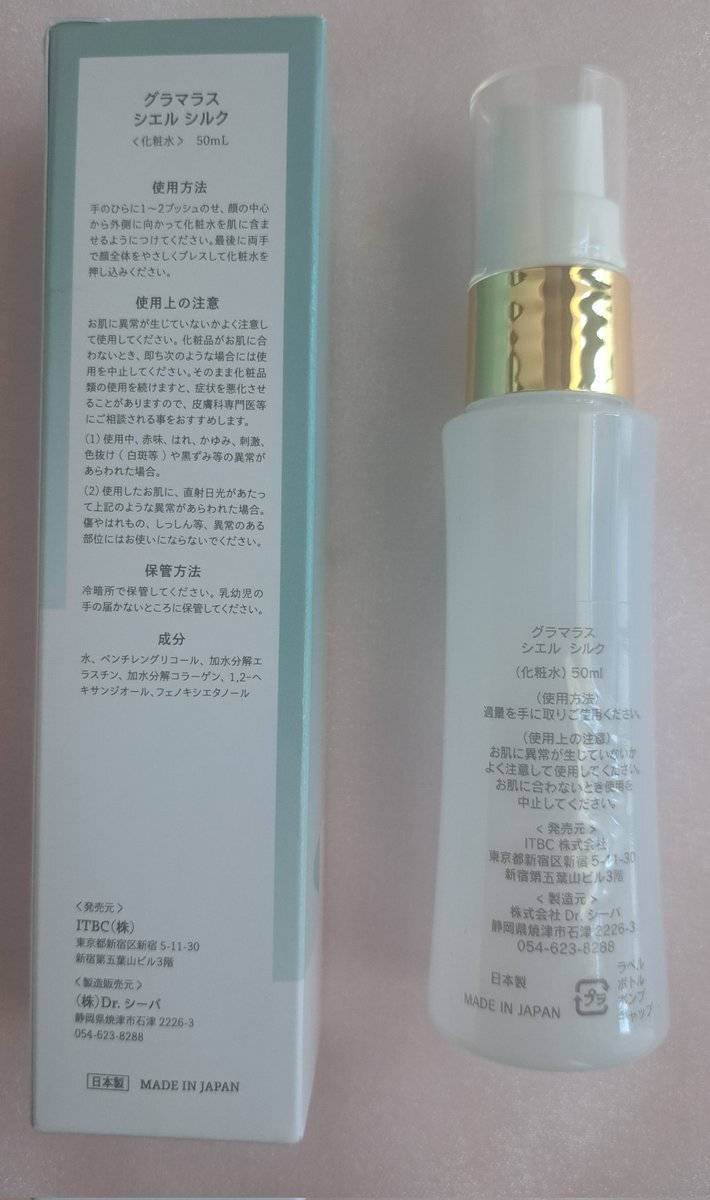 グラマラス
シエル シルク
〈化粧水〉 50mL
使用方法
手のひらに1〜2プッシュのせ、顔の中心
から外側に向かって化粧水を肌に含ま
せるようにつけてください。最後に両手
で顔全体をやさしくプレスして化粧水を
押し込みください。
使用上の注意
お肌に異常が生じていないかよく注意し
て使用してください。化粧品がお肌に合
わないとき、即ち次のような場合には使
用を中止してください。そのまま化粧品
類の使用を続けますと、症状を悪化させ
ることがありますので、皮膚科専門医等
にご相談される事をおすすめします。
(1) 使用中、赤味、はれ、かゆみ、刺激、
色抜け（白斑等）や黒ずみ等の異常が
あらわれた場合。
(2) 使用したお肌に、直射日光があたっ
て上記のような異常があらわれた場合。
傷やはれもの、しっしん等、異常のある
部位にはお使いにならないでください。
保管方法
冷暗所で保管してください。乳幼児の
手の届かないところに保管してください。
成分
水、ペンチレングリコール、加水分解エ
ラスチン、加水分解コラーゲン、1,2-ヘ
キサンジオール、フェノキシエタノール
〈発売元〉
ITBC(株)
東京都新宿区新宿 5-11-30
新宿第五葉山ビル3階
〈製造販売元〉
(株)Dr. シーバ
静岡県焼津市石津 2226-3
054-623-8288
日本製 MADE IN JAPAN
グラマラス
シエル シルク
(化粧水) 50ml
(使用方法)
適量を手に取りご使用ください。
(使用上の注意)
お肌に異常が生じていないか
よく注意して使用してください。
お肌に合わないとき使用を
中止してください。
＜発売元＞
ITBC 株式会社
東京都新宿区新宿 5-11-30
新宿第五葉山ビル3階
＜製造元＞
株式会社 Dr. シーバ
静岡県焼津市石津 2226-3
054-623-8288
日本製
MADE IN JAPAN
プラ
ラベル
ボトル
ポンプ
キャップ